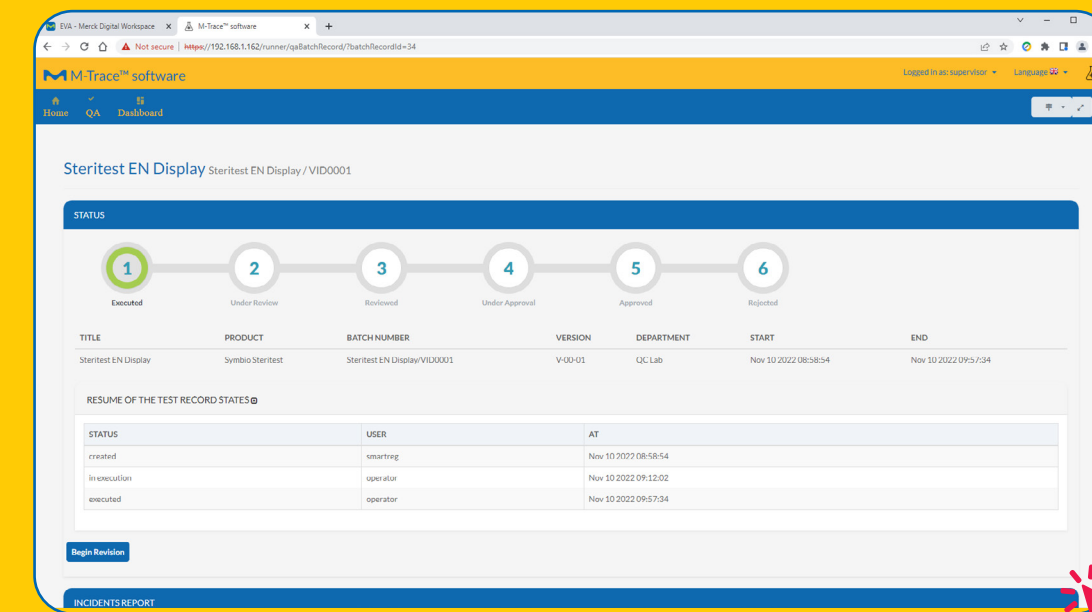 EVA - Merck Digital Workspace
M-Trace™ software
Not secure | https://192.168.1.162/runner/qaBatchRecord/?batchRecordId=34
M-Trace™ software
Logged in as: supervisor
Language
Home QA Dashboard
Steritest EN Display Steritest EN Display / VID0001
STATUS
1 2 3 4 5 6
Executed Under Review Reviewed Under Approval Approved Rejected
TITLE PRODUCT BATCH NUMBER VERSION DEPARTMENT START END
Steritest EN Display Symbio Steritest Steritest EN Display/VID0001 V-00-01 QC Lab Nov 10 2022 08:58:54 Nov 10 2022 09:57:34
RESUME OF THE TEST RECORD STATES
STATUS USER AT
created smartreg Nov 10 2022 08:58:54
in execution operator Nov 10 2022 09:12:02
executed operator Nov 10 2022 09:57:34
Begin Revision
INCIDENTS REPORT